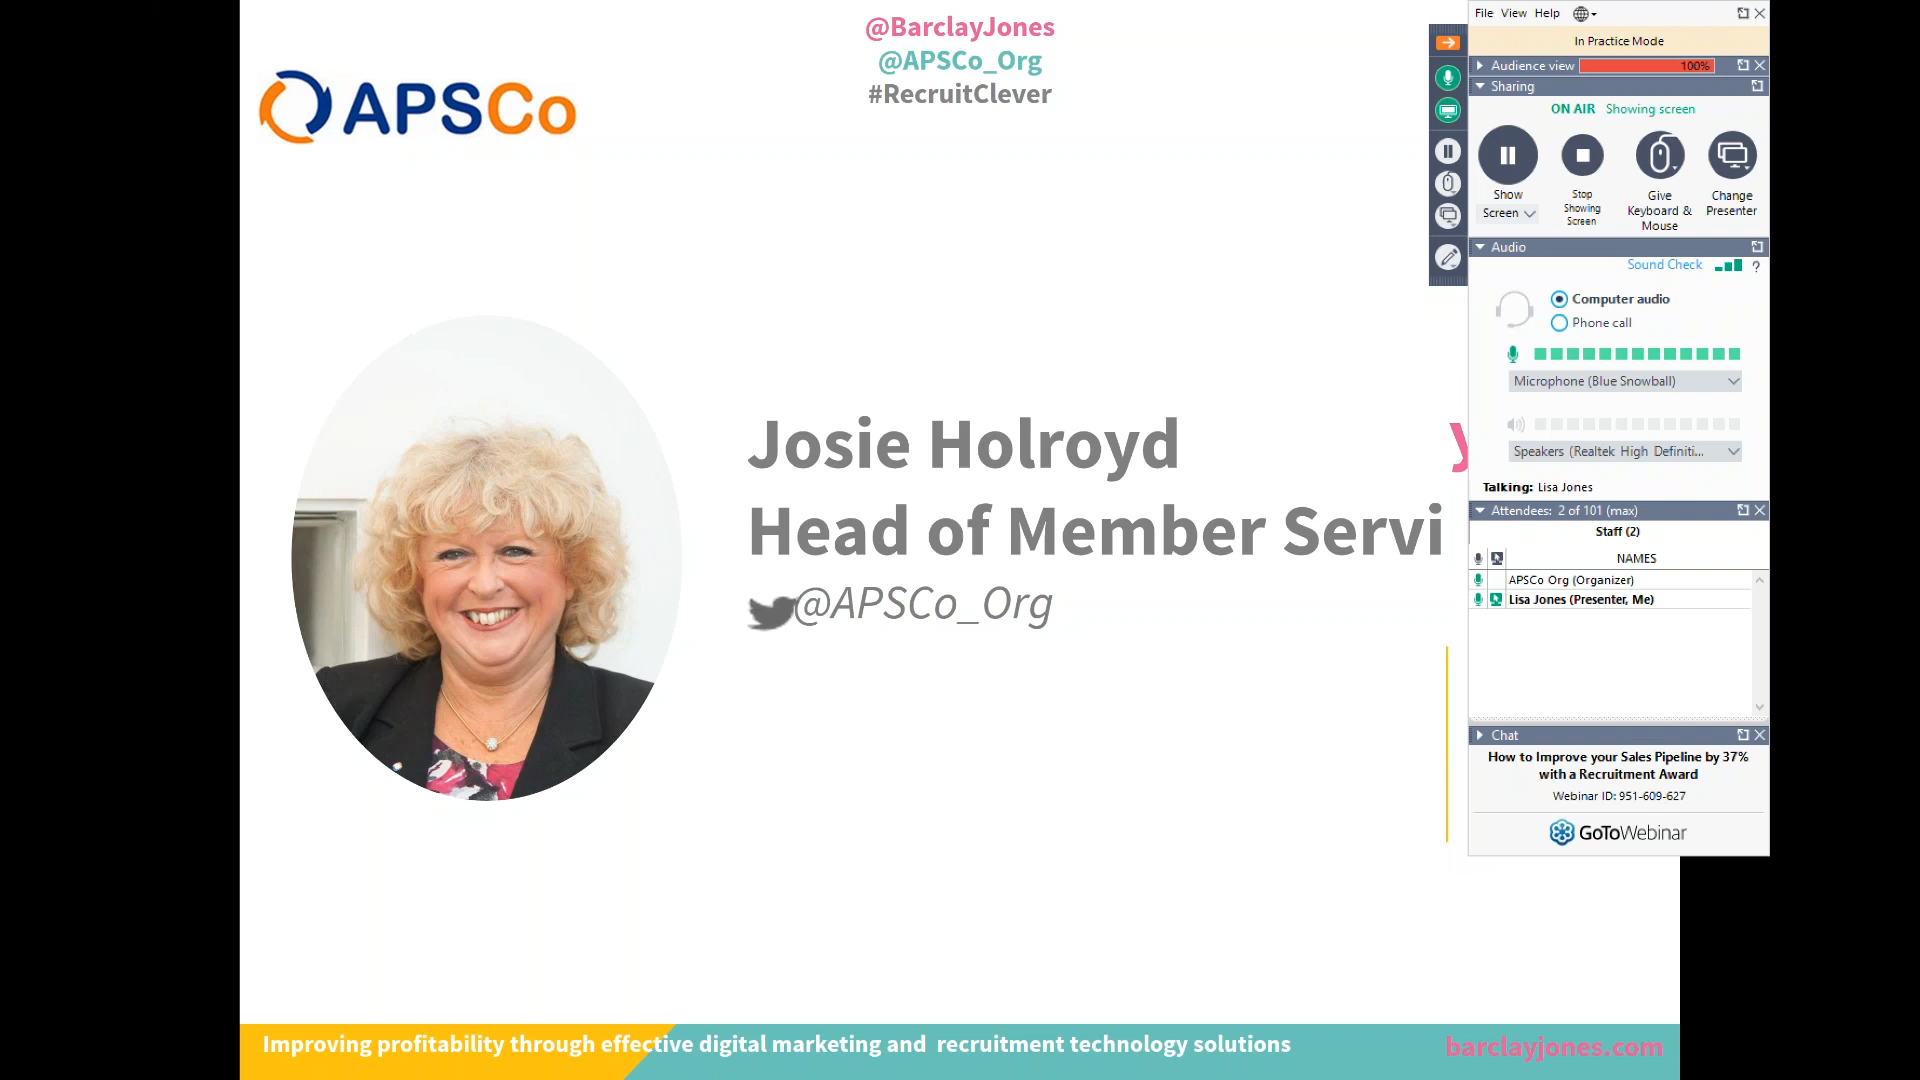 @BarclayJones
@APSCo_Org
#RecruitClever
APSCo
Josie Holroyd
Head of Member Servi
@APSCo_Org
Improving profitability through effective digital marketing and recruitment technology solutions
barclayjones.com
File View Help
In Practice Mode
Audience view 100%
Sharing
ON AIR Showing screen
Show
Screen
Stop
Showing
Screen
Give
Keyboard &
Mouse
Change
Presenter
Audio
Sound Check ?
Computer audio
Phone call
Microphone (Blue Snowball)
Speakers (Realtek High Definiti...
Talking: Lisa Jones
Attendees: 2 of 101 (max)
Staff (2)
NAMES
APSCo Org (Organizer)
Lisa Jones (Presenter, Me)
Chat
How to Improve your Sales Pipeline by 37%
with a Recruitment Award
Webinar ID: 951-609-627
GoToWebinar